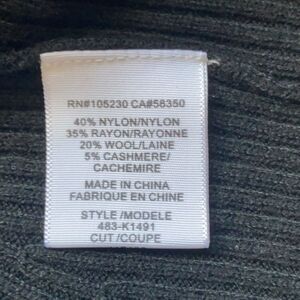 RN#105230 CA#58350
40% NYLON/NYLON
35% RAYON/RAYONNE
20% WOOL/LAINE
5% CASHMERE/
CACHEMIRE
MADE IN CHINA
FABRIQUE EN CHINE
STYLE /MODELE
483-K1491
CUT /COUPE